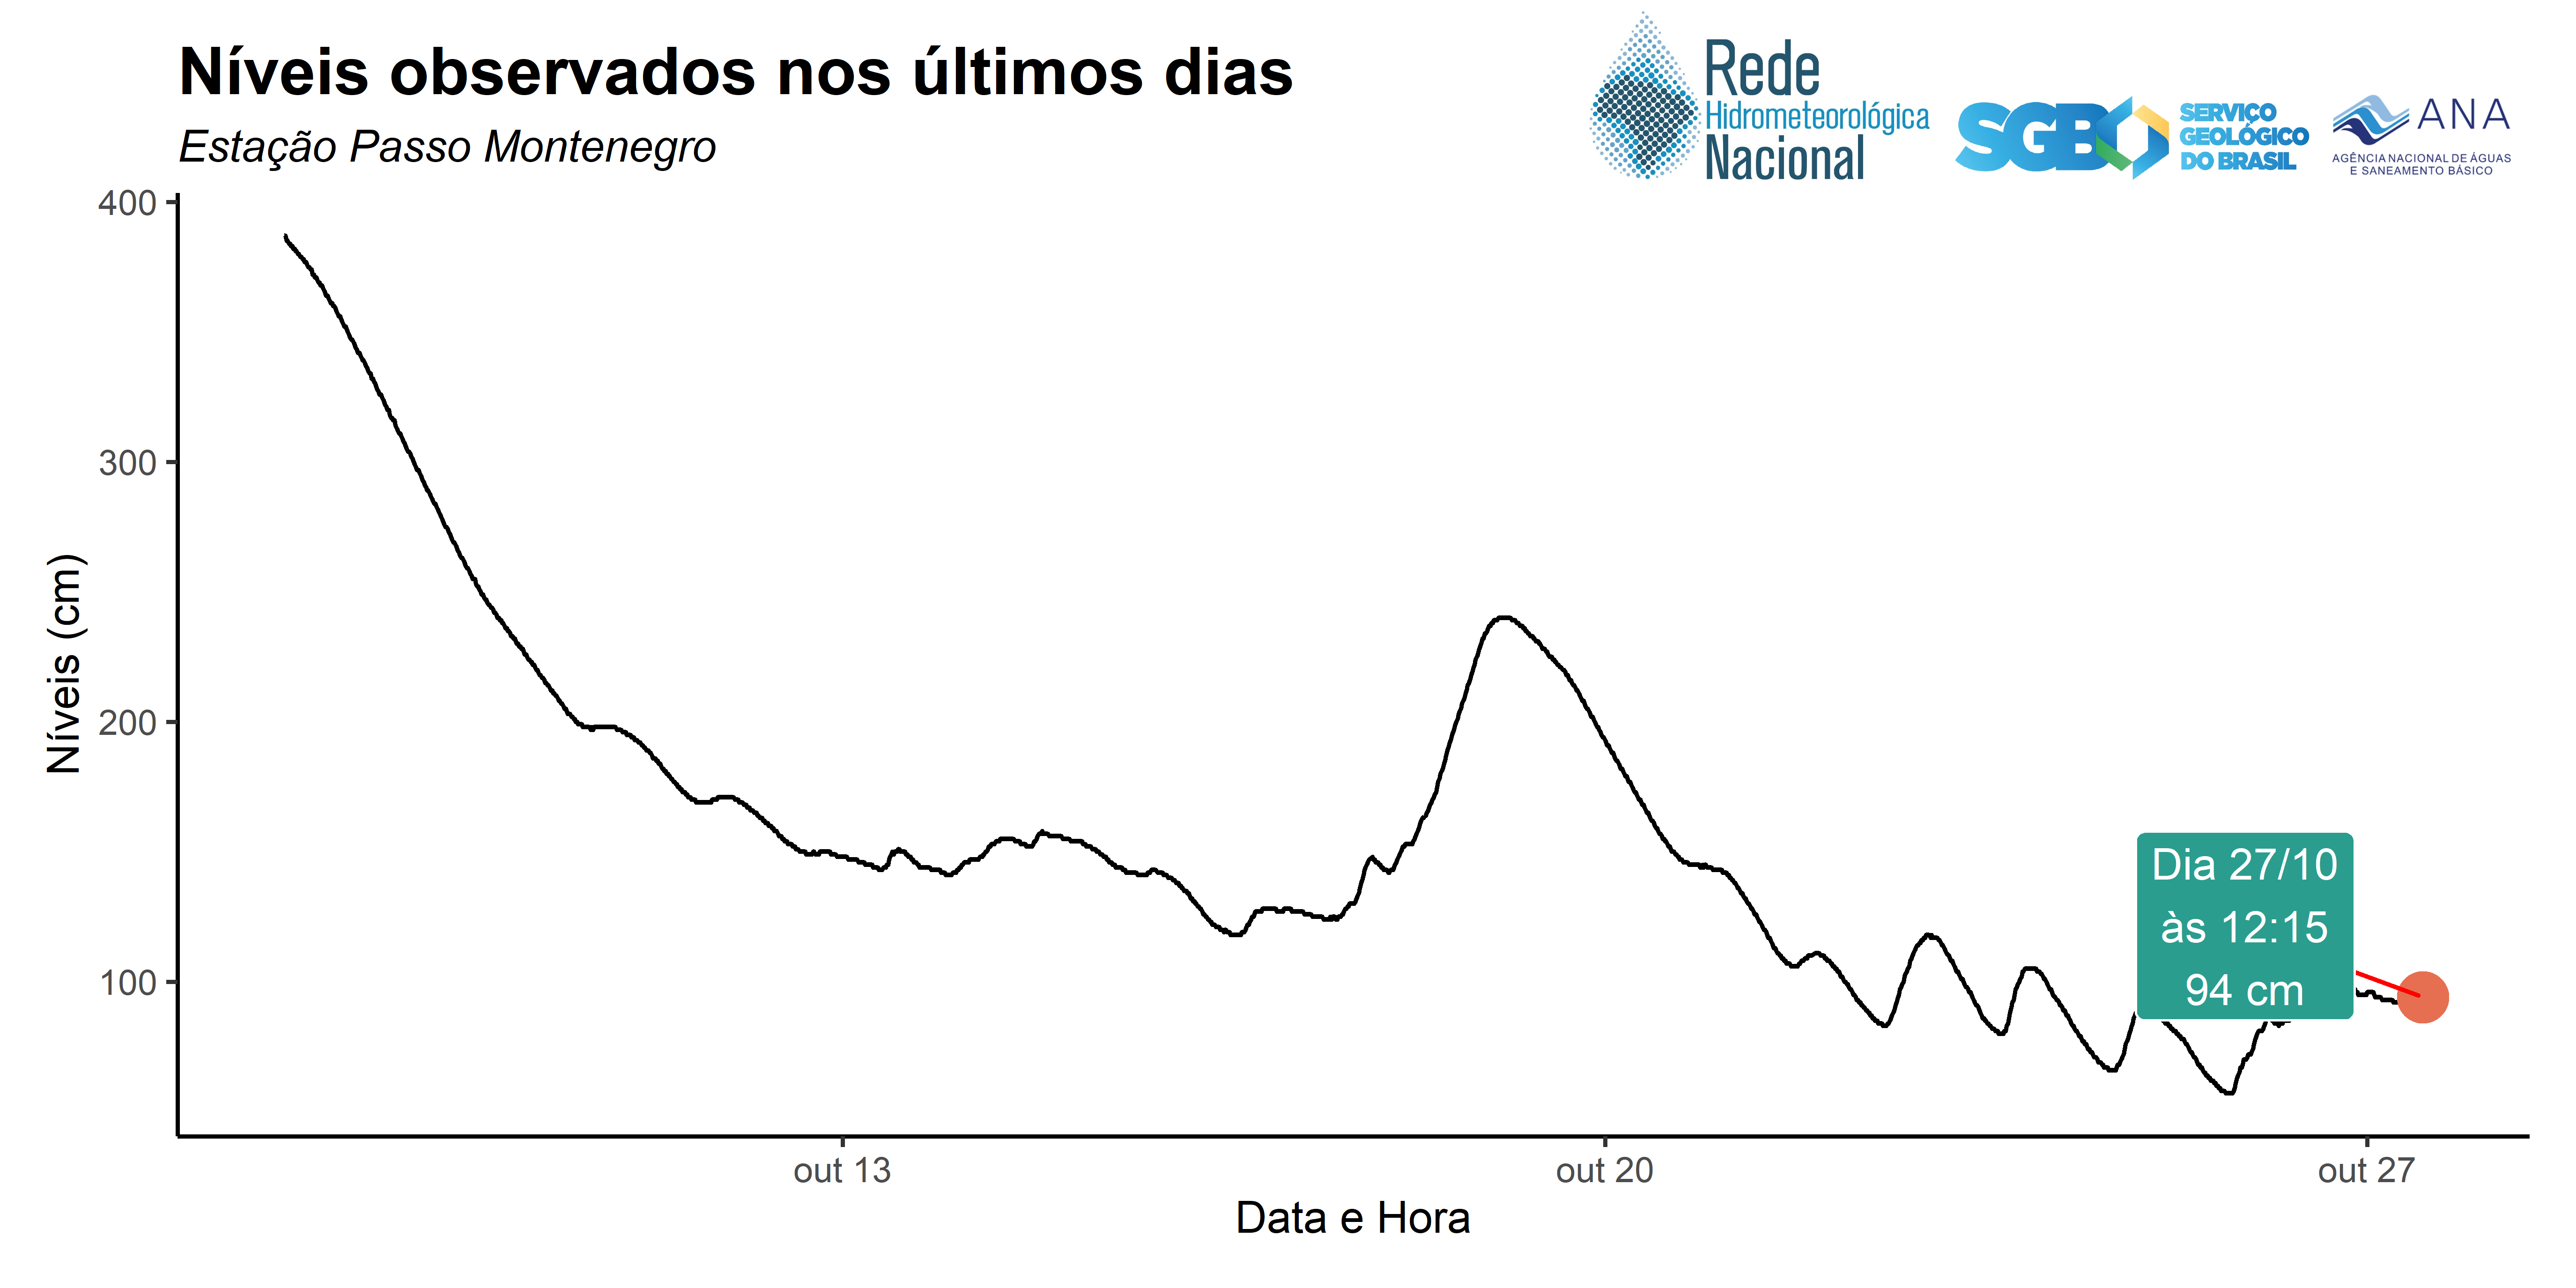 Níveis observados nos últimos dias
Estação Passo Montenegro
Rede
Hidrometeorológica
Nacional
SGB
SERVIÇO
GEOLÓGICO
DO BRASIL
ANA
AGÊNCIA NACIONAL DE ÁGUAS
E SANEAMENTO BÁSICO
Níveis (cm)
400
300
200
100
Dia 27/10
às 12:15
94 cm
out 13
out 20
out 27
Data e Hora